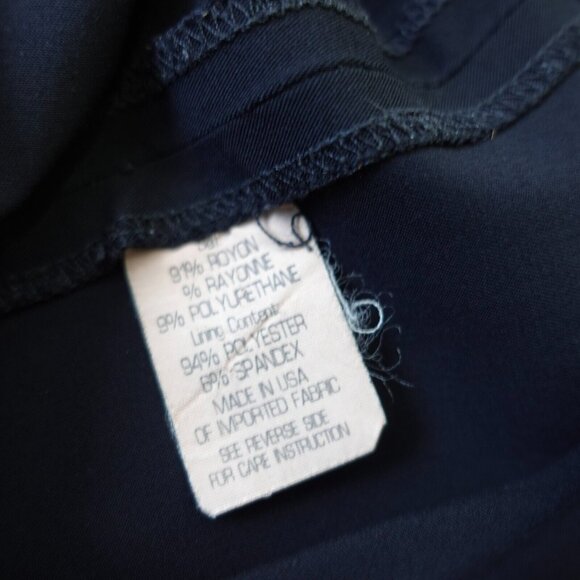 91% ROYON
% RAYONNE
9% POLYURETHANE
Lining Content:
94% POLYESTER
6% SPANDEX
MADE IN USA
OF IMPORTED FABRIC
SEE REVERSE SIDE
FOR CARE INSTRUCTION